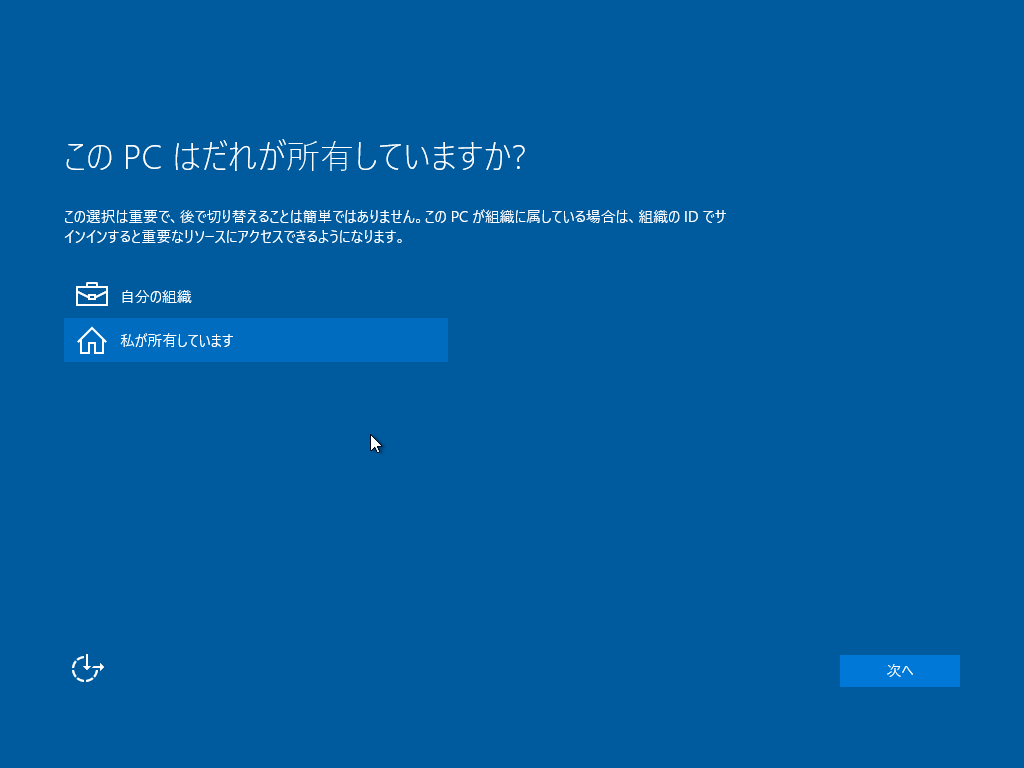 この PC はだれが所有していますか?
この選択は重要で、後で切り替えることは簡単ではありません。この PC が組織に属している場合は、組織の ID でサ
インインすると重要なリソースにアクセスできるようになります。
自分の組織
私が所有しています
次へ